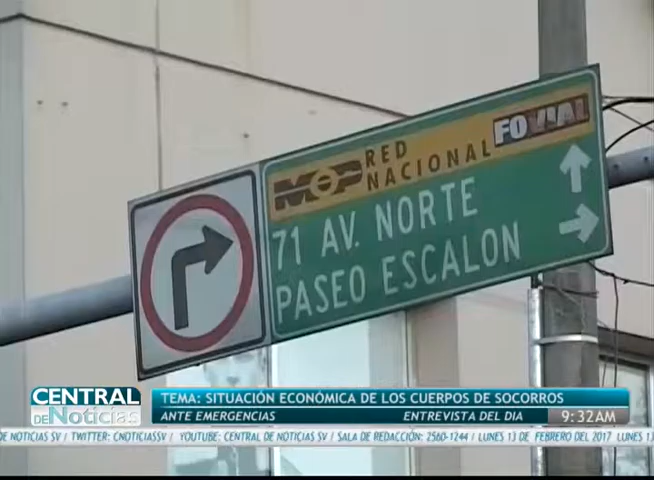 MOP RED
NACIONAL
FOVIAL
71 AV. NORTE
PASEO ESCALON
CENTRAL
DE Noticias
TEMA: SITUACIÓN ECONÓMICA DE LOS CUERPOS DE SOCORROS
ANTE EMERGENCIAS ENTREVISTA DEL DIA 9:32AM
DE NOTICIAS SV / TWITTER: CNOTICIASSV / YOUTUBE: CENTRAL DE NOTICIAS SV / SALA DE REDACCIÓN: 2560-1244 / LUNES 13 DE FEBRERO DEL 2017 LUNES 1